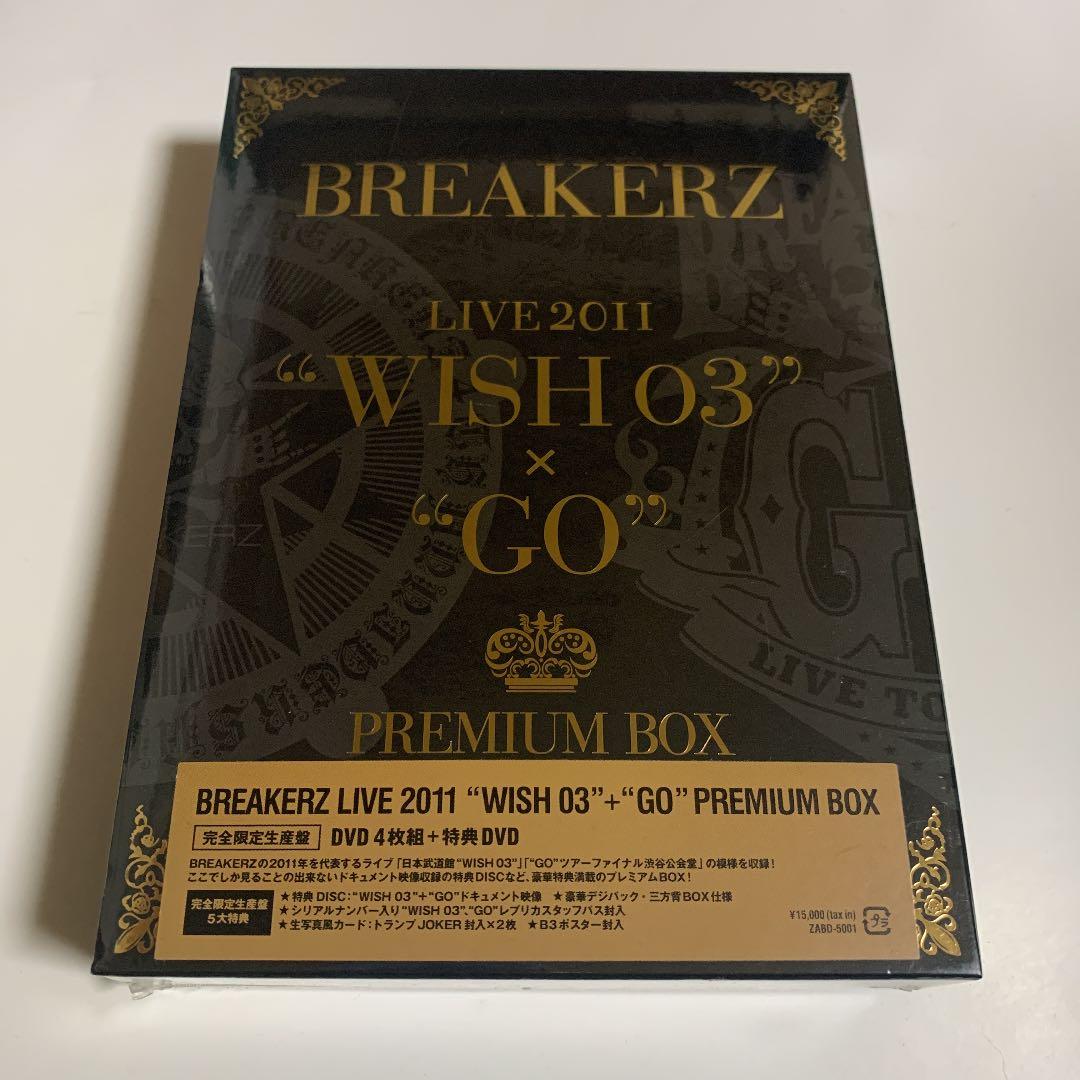 BREAKERZ
LIVE 2011
“WISH 03”
×
“GO”
PREMIUM BOX
BREAKERZ LIVE 2011 “WISH 03”+“GO” PREMIUM BOX
完全限定生産盤 DVD 4枚組+特典DVD
BREAKERZの2011年を代表するライブ「日本武道館“WISH 03”」「“GO”ツアーファイナル渋谷公会堂」の模様を収録!
ここでしか見ることの出来ないドキュメント映像収録の特典DISCなど、豪華特典満載のプレミアムBOX!
完全限定生産盤
5大特典
★特典DISC:“WISH 03”+“GO”ドキュメント映像 ★豪華デジパック・三方背BOX仕様
★シリアルナンバー入り“WISH 03”、“GO”レプリカスタッフパス封入
★生写真風カード:トランプJOKER封入×2枚 ★B3ポスター封入
¥15,000 (tax in)
ZABD-5001
プラ
G
LIVE TO